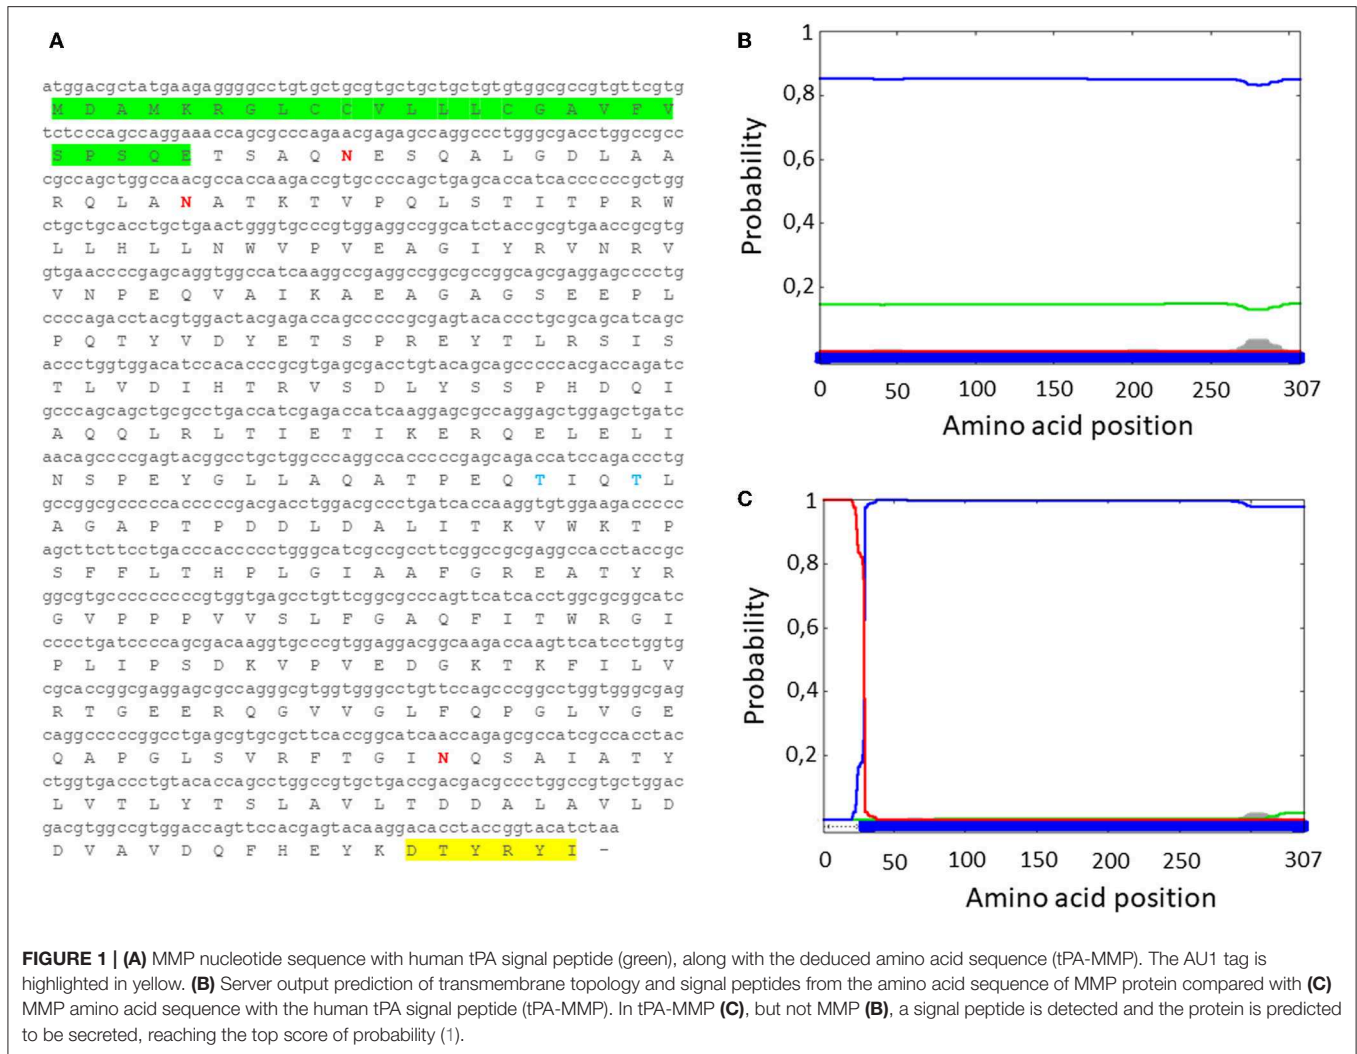 A
atggacgctatgaagaggggcctgtgctgcgtgctgctgctgtgtggcgccgtgttcgtg
M D A M K R G L C C V L L L C G A V F V
tctcccagccaggaaaccagcgcccagaacgagagccaggccctgggcgacctggccgcc
S P S Q E T S A Q N E S Q A L G D L A A
cgccagctggccaacgccaccaagaccgtgccccagctgagcaccatcaccccccgctgg
R Q L A N A T K T V P Q L S T I T P R W
ctgctgcacctgctgaactgggtgcccgtggaggccggcatctaccgcgtgaaccgcgtg
L L H L L N W V P V E A G I Y R V N R V
gtgaaccccgagcaggtggccatcaaggccgaggccggcgccggcagcgaggagcccctg
V N P E Q V A I K A E A G A G S E E P L
ccccagacctacgtggactacgagaccagcccccgcgagtacaccctgcgcagcatcagc
P Q T Y V D Y E T S P R E Y T L R S I S
accctggtggacatccacacccgcgtgagcgacctgtacagcagcccccacgaccagatc
T L V D I H T R V S D L Y S S P H D Q I
gcccagcagctgcgcctgaccatcgagaccatcaaggagcgccaggagctggagctgatc
A Q Q L R L T I E T I K E R Q E L E L I
aacagccccgagtacggcctgctggcccaggccacccccgagcagaccatccagaccctg
N S P E Y G L L A Q A T P E Q T I Q T L
gccggcgcccccacccccgacgacctggacgccctgatcaccaaggtgtggaagaccccc
A G A P T P D D L D A L I T K V W K T P
agcttcttcctgacccaccccctgggcatcgccgccttcggccgcgaggccacctaccgc
S F F L T H P L G I A A F G R E A T Y R
ggcgtgcccccccccgtggtgagcctgttcggcgcccagttcatcacctggcgcggcatc
G V P P P V V S L F G A Q F I T W R G I
cccctgatccccagcgacaaggtgcccgtggaggacggcaagaccaagttcatcctggtg
P L I P S D K V P V E D G K T K F I L V
cgcaccggcgaggagcgccagggcgtggtgggcctgttccagcccggcctggtgggcgag
R T G E E R Q G V V G L F Q P G L V G E
caggcccccggcctgagcgtgcgcttcaccggcatcaaccagagcgccatcgccacctac
Q A P G L S V R F T G I N Q S A I A T Y
ctggtgaccctgtacaccagcctggccgtgctgaccgacgacgccctggccgtgctggac
L V T L Y T S L A V L T D D A L A V L D
gacgtggccgtggaccagttccacgagtacaaggacacctaccggtacatctaa
D V A V D Q F H E Y K D T Y R Y I -
B
1
0,8
0,6
0,4
0,2
Probability
0 50 100 150 200 250 307
Amino acid position
C
1
0,8
0,6
0,4
0,2
Probability
0 50 100 150 200 250 307
Amino acid position
FIGURE 1 | (A) MMP nucleotide sequence with human tPA signal peptide (green), along with the deduced amino acid sequence (tPA-MMP). The AU1 tag is
highlighted in yellow. (B) Server output prediction of transmembrane topology and signal peptides from the amino acid sequence of MMP protein compared with (C)
MMP amino acid sequence with the human tPA signal peptide (tPA-MMP). In tPA-MMP (C), but not MMP (B), a signal peptide is detected and the protein is predicted
to be secreted, reaching the top score of probability (1).